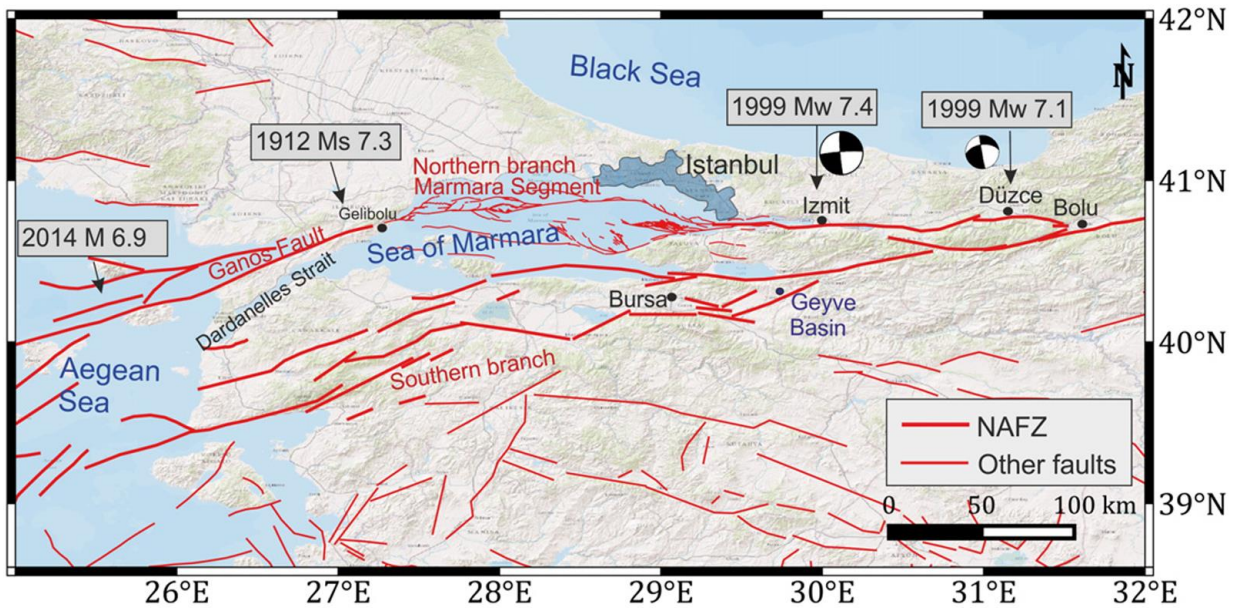 42°N
Black Sea
N
1999 Mw 7.4
1999 Mw 7.1
1912 Ms 7.3
Northern branch
Marmara Segment
Istanbul
41°N
Gelibolu
Izmit
Düzce
Bolu
2014 M 6.9
Ganos Fault
Sea of Marmara
Dardanelles Strait
Bursa
Geyve
Basin
40°N
Aegean
Sea
Southern branch
NAFZ
Other faults
0 50 100 km
39°N
26°E 27°E 28°E 29°E 30°E 31°E 32°E